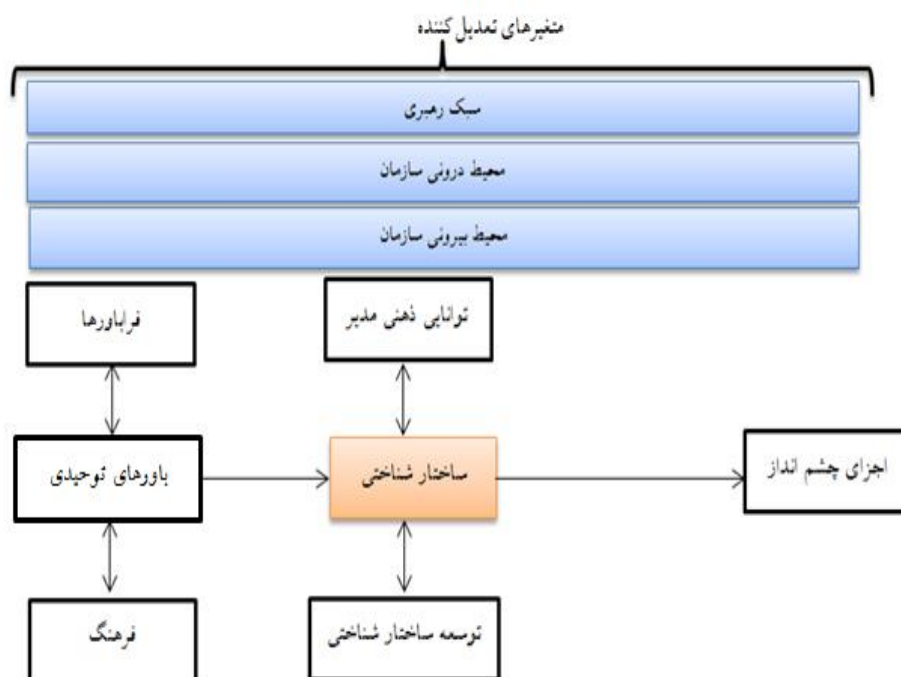 متغیرهای تعدیل کننده
سبک رهبری
محیط درونی سازمان
محیط بیرونی سازمان
فراباورها
توانایی ذهنی مدیر
باورهای توحیدی
ساختار شناختی
اجزای چشم انداز
فرهنگ
توسعه ساختار شناختی